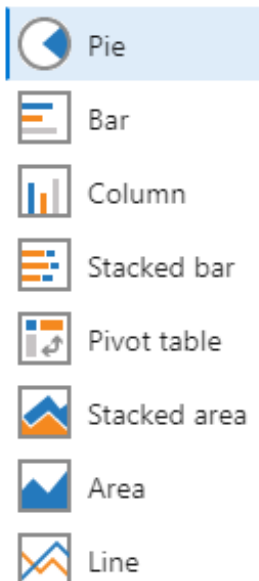 Pie
Bar
Column
Stacked bar
Pivot table
Stacked area
Area
Line